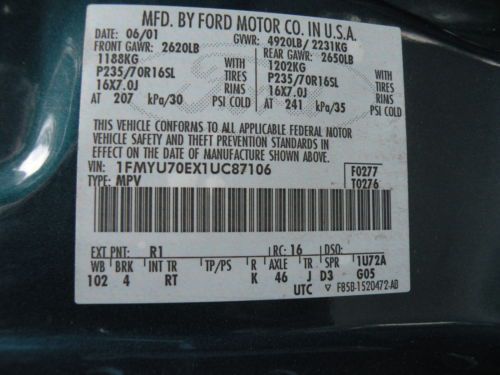 MFD. BY FORD MOTOR CO. IN U.S.A.
DATE: 06/01 GVWR: 4920LB/ 2231KG
FRONT GAWR: 2620LB REAR GAWR: 2650LB
1188KG WITH 1202KG WITH
P235/70R16SL TIRES P235/70R16SL TIRES
16X7.0J RIMS 16X7.0J RIMS
AT 207 kPa/30 PSI COLD AT 241 kPa/35 PSI COLD
THIS VEHICLE CONFORMS TO ALL APPLICABLE FEDERAL MOTOR
VEHICLE SAFETY AND THEFT PREVENTION STANDARDS IN
EFFECT ON THE DATE OF MANUFACTURE SHOWN ABOVE.
VIN: 1FMYU70EX1UC87106 F0277
TYPE: MPV T0276
EXT PNT: R1 RC: 16 DSO:
WB BRK INT TR TP/PS R AXLE TR SPR 1U72A
102 4 RT K 46 J D3 G05
UTC ▽ F85B-1520472-AD